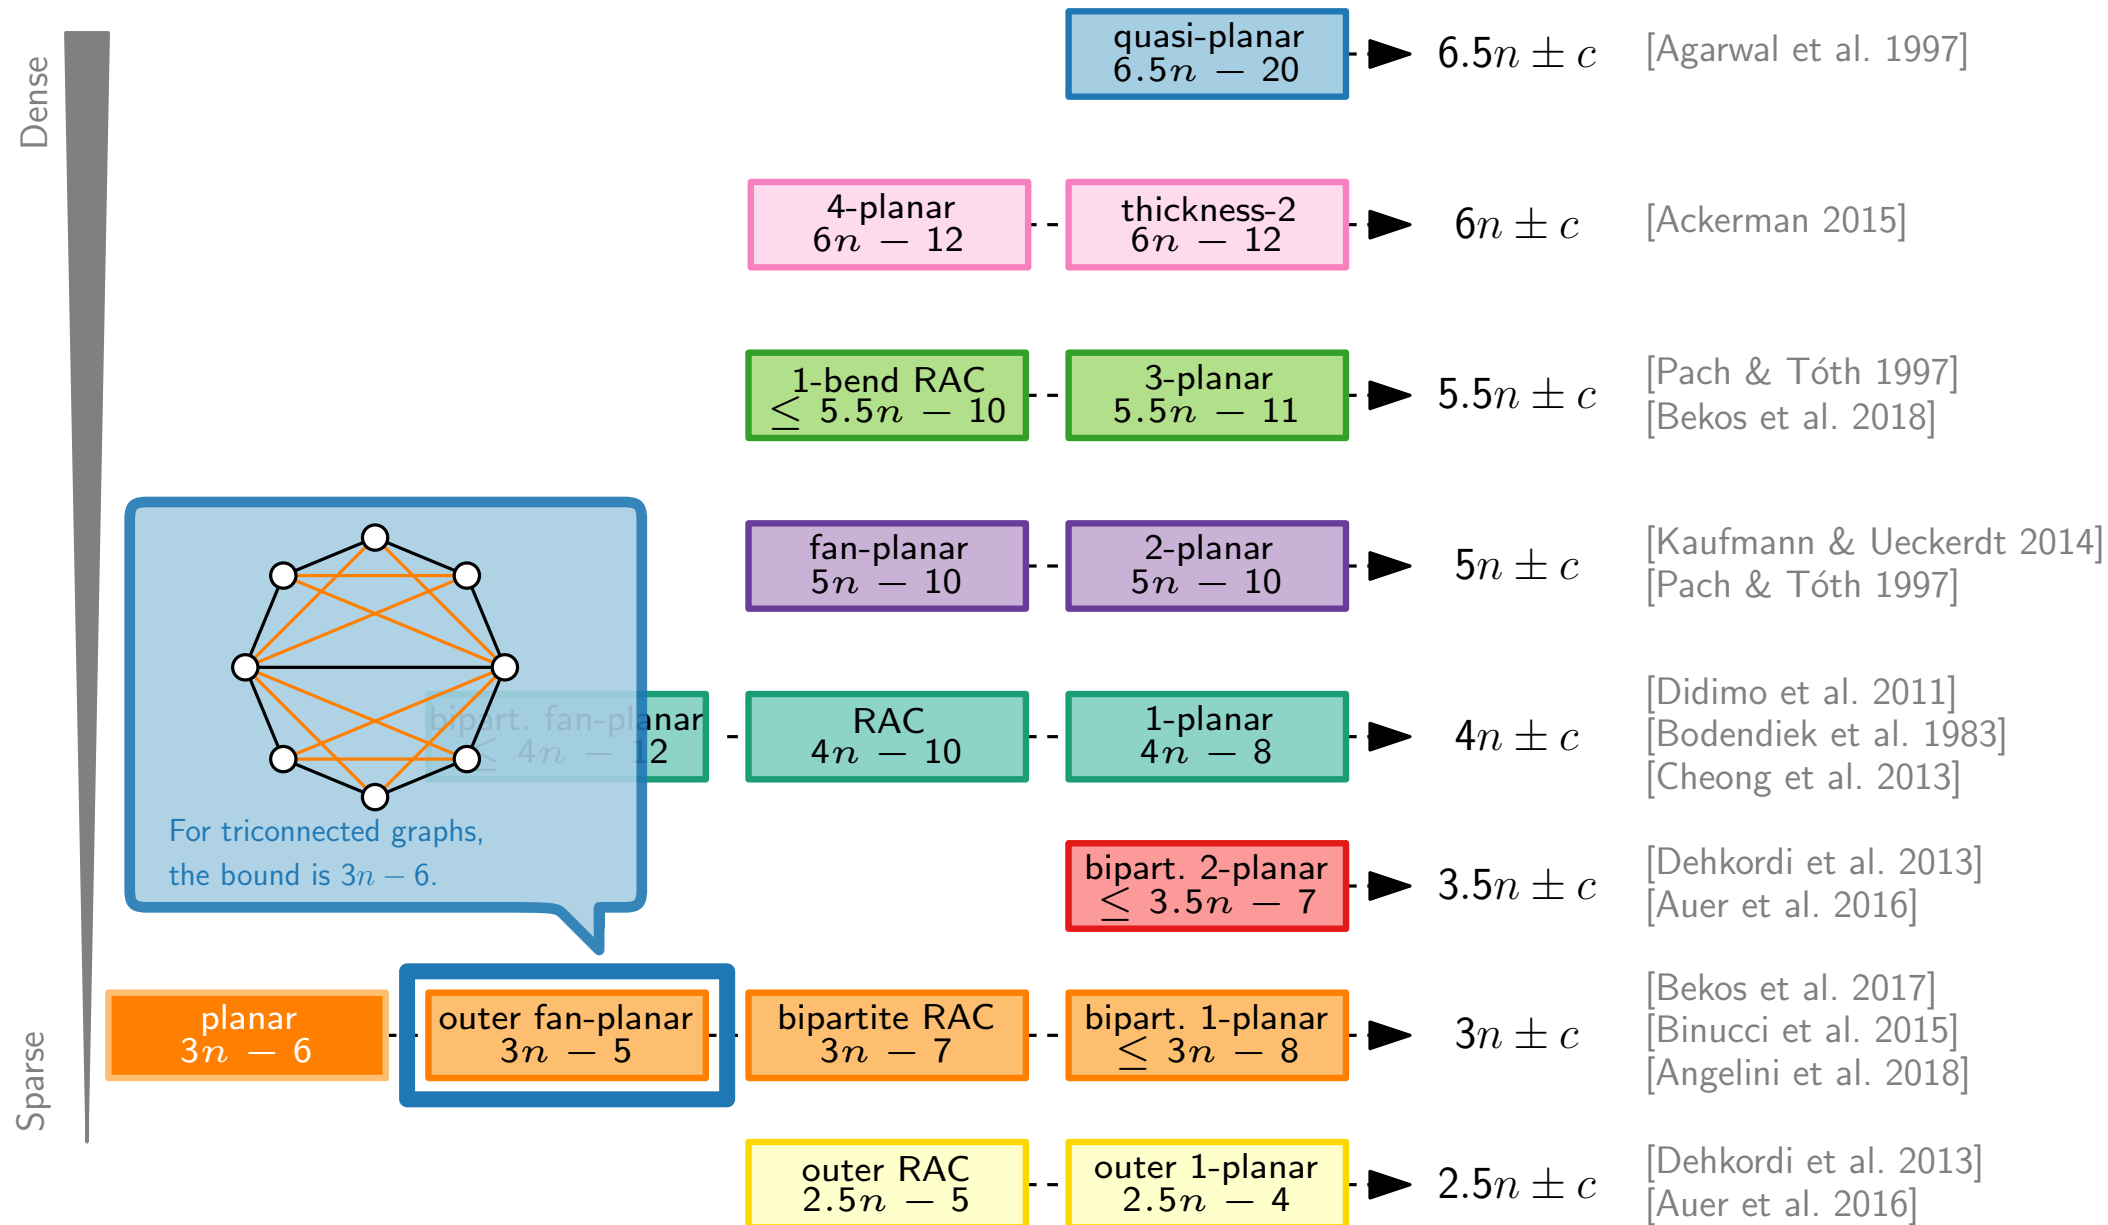 Dense
quasi-planar
6.5n − 20
6.5n ± c
[Agarwal et al. 1997]
4-planar
6n − 12
thickness-2
6n − 12
6n ± c
[Ackerman 2015]
1-bend RAC
≤ 5.5n − 10
3-planar
5.5n − 11
5.5n ± c
[Pach & Tóth 1997]
[Bekos et al. 2018]
fan-planar
5n − 10
2-planar
5n − 10
5n ± c
[Kaufmann & Ueckerdt 2014]
[Pach & Tóth 1997]
bipart. fan-planar
≤ 4n − 12
RAC
4n − 10
1-planar
4n − 8
4n ± c
[Didimo et al. 2011]
[Bodendiek et al. 1983]
[Cheong et al. 2013]
For triconnected graphs,
the bound is 3n − 6.
bipart. 2-planar
≤ 3.5n − 7
3.5n ± c
[Dehkordi et al. 2013]
[Auer et al. 2016]
Sparse
planar
3n − 6
outer fan-planar
3n − 5
bipartite RAC
3n − 7
bipart. 1-planar
≤ 3n − 8
3n ± c
[Bekos et al. 2017]
[Binucci et al. 2015]
[Angelini et al. 2018]
outer RAC
2.5n − 5
outer 1-planar
2.5n − 4
2.5n ± c
[Dehkordi et al. 2013]
[Auer et al. 2016]